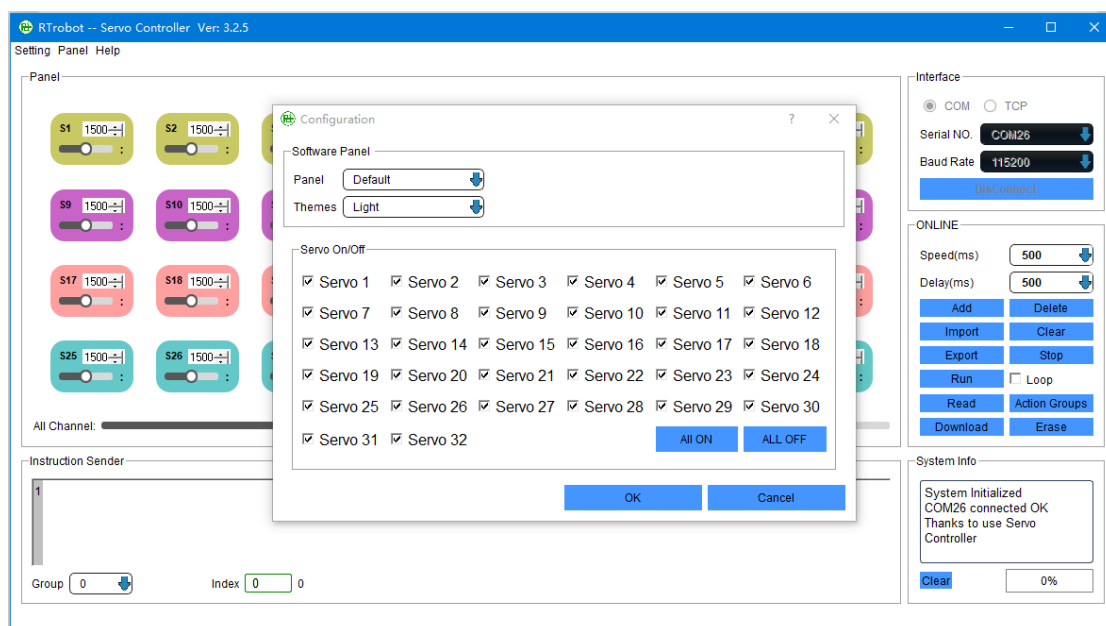 RTrobot -- Servo Controller Ver: 3.2.5
Setting Panel Help
Panel
S1 1500
S2 1500
S9 1500
S10 1500
S17 1500
S18 1500
S25 1500
S26 1500
All Channel:
Configuration ?
Software Panel
Panel Default
Themes Light
Servo On/Off
Servo 1 Servo 2 Servo 3 Servo 4 Servo 5 Servo 6
Servo 7 Servo 8 Servo 9 Servo 10 Servo 11 Servo 12
Servo 13 Servo 14 Servo 15 Servo 16 Servo 17 Servo 18
Servo 19 Servo 20 Servo 21 Servo 22 Servo 23 Servo 24
Servo 25 Servo 26 Servo 27 Servo 28 Servo 29 Servo 30
Servo 31 Servo 32 All ON ALL OFF
OK Cancel
Interface
COM TCP
Serial NO. COM26
Baud Rate 115200
DisConnect
ONLINE
Speed(ms) 500
Delay(ms) 500
Add Delete
Import Clear
Export Stop
Run Loop
Read Action Groups
Download Erase
Instruction Sender
1
Group 0 Index 0 0
System Info
System Initialized
COM26 connected OK
Thanks to use Servo
Controller
Clear 0%